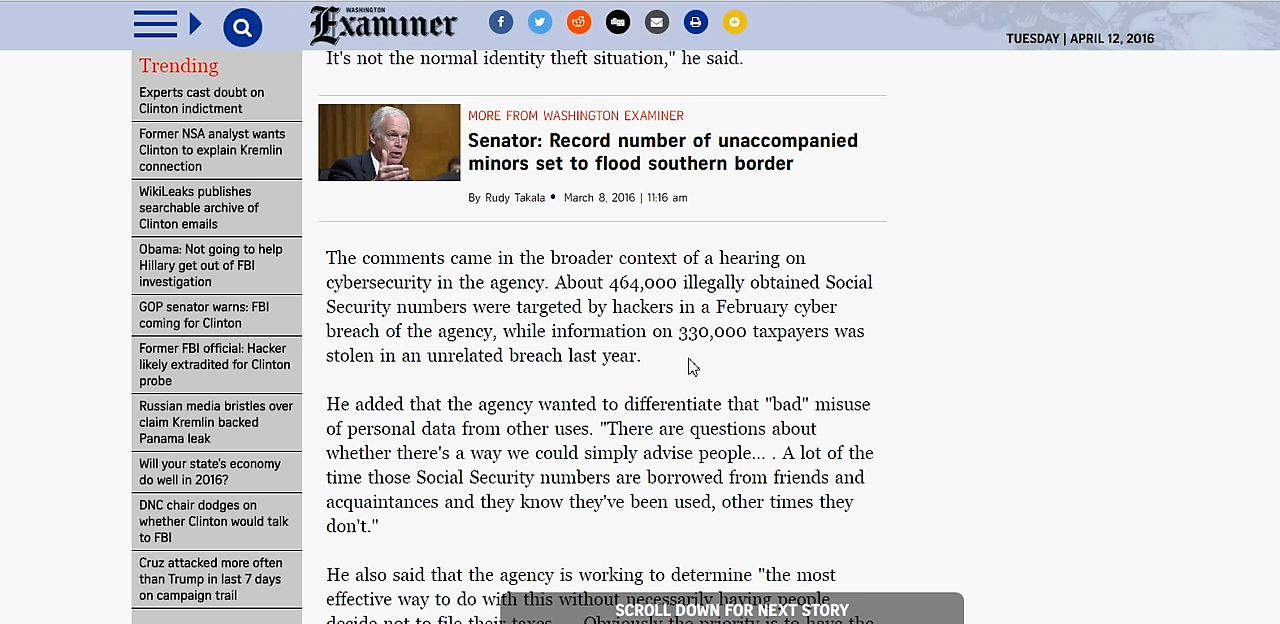 WASHINGTON
Examiner
digg
TUESDAY | APRIL 12, 2016
Trending
Experts cast doubt on
Clinton indictment
Former NSA analyst wants
Clinton to explain Kremlin
connection
WikiLeaks publishes
searchable archive of
Clinton emails
Obama: Not going to help
Hillary get out of FBI
investigation
GOP senator warns: FBI
coming for Clinton
Former FBI official: Hacker
likely extradited for Clinton
probe
Russian media bristles over
claim Kremlin backed
Panama leak
Will your state's economy
do well in 2016?
DNC chair dodges on
whether Clinton would talk
to FBI
Cruz attacked more often
than Trump in last 7 days
on campaign trail
It's not the normal identity theft situation," he said.
MORE FROM WASHINGTON EXAMINER
Senator: Record number of unaccompanied
minors set to flood southern border
By Rudy Takala • March 8, 2016 | 11:16 am
The comments came in the broader context of a hearing on
cybersecurity in the agency. About 464,000 illegally obtained Social
Security numbers were targeted by hackers in a February cyber
breach of the agency, while information on 330,000 taxpayers was
stolen in an unrelated breach last year.
He added that the agency wanted to differentiate that "bad" misuse
of personal data from other uses. "There are questions about
whether there's a way we could simply advise people... . A lot of the
time those Social Security numbers are borrowed from friends and
acquaintances and they know they've been used, other times they
don't."
He also said that the agency is working to determine "the most
effective way to do with this without necessarily having people
decide not to file their taxes. ... Obviously the priority is to have the
SCROLL DOWN FOR NEXT STORY